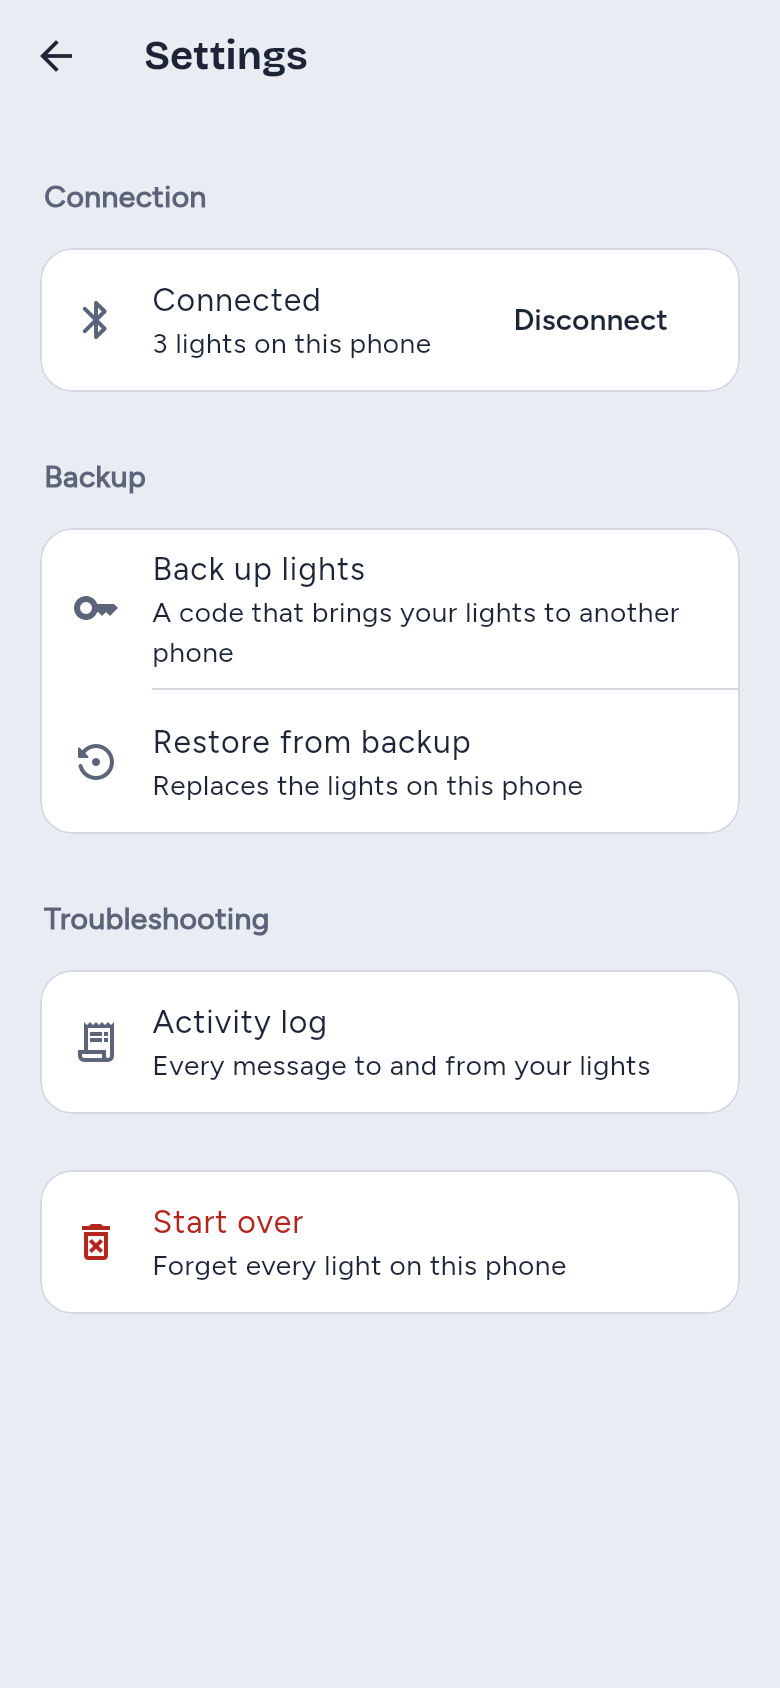 Settings
Connection
Connected
3 lights on this phone
Disconnect
Backup
Back up lights
A code that brings your lights to another
phone
Restore from backup
Replaces the lights on this phone
Troubleshooting
Activity log
Every message to and from your lights
Start over
Forget every light on this phone